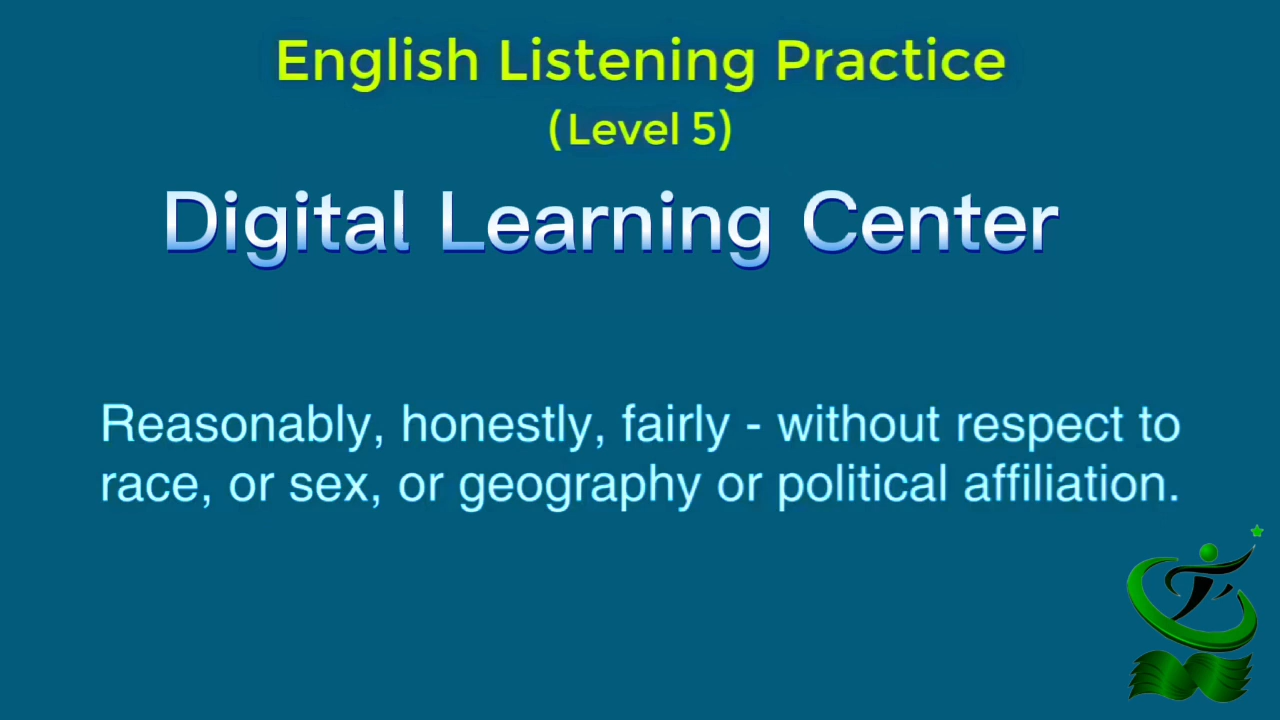 English Listening Practice
(Level 5)
Digital Learning Center
Reasonably, honestly, fairly - without respect to
race, or sex, or geography or political affiliation.